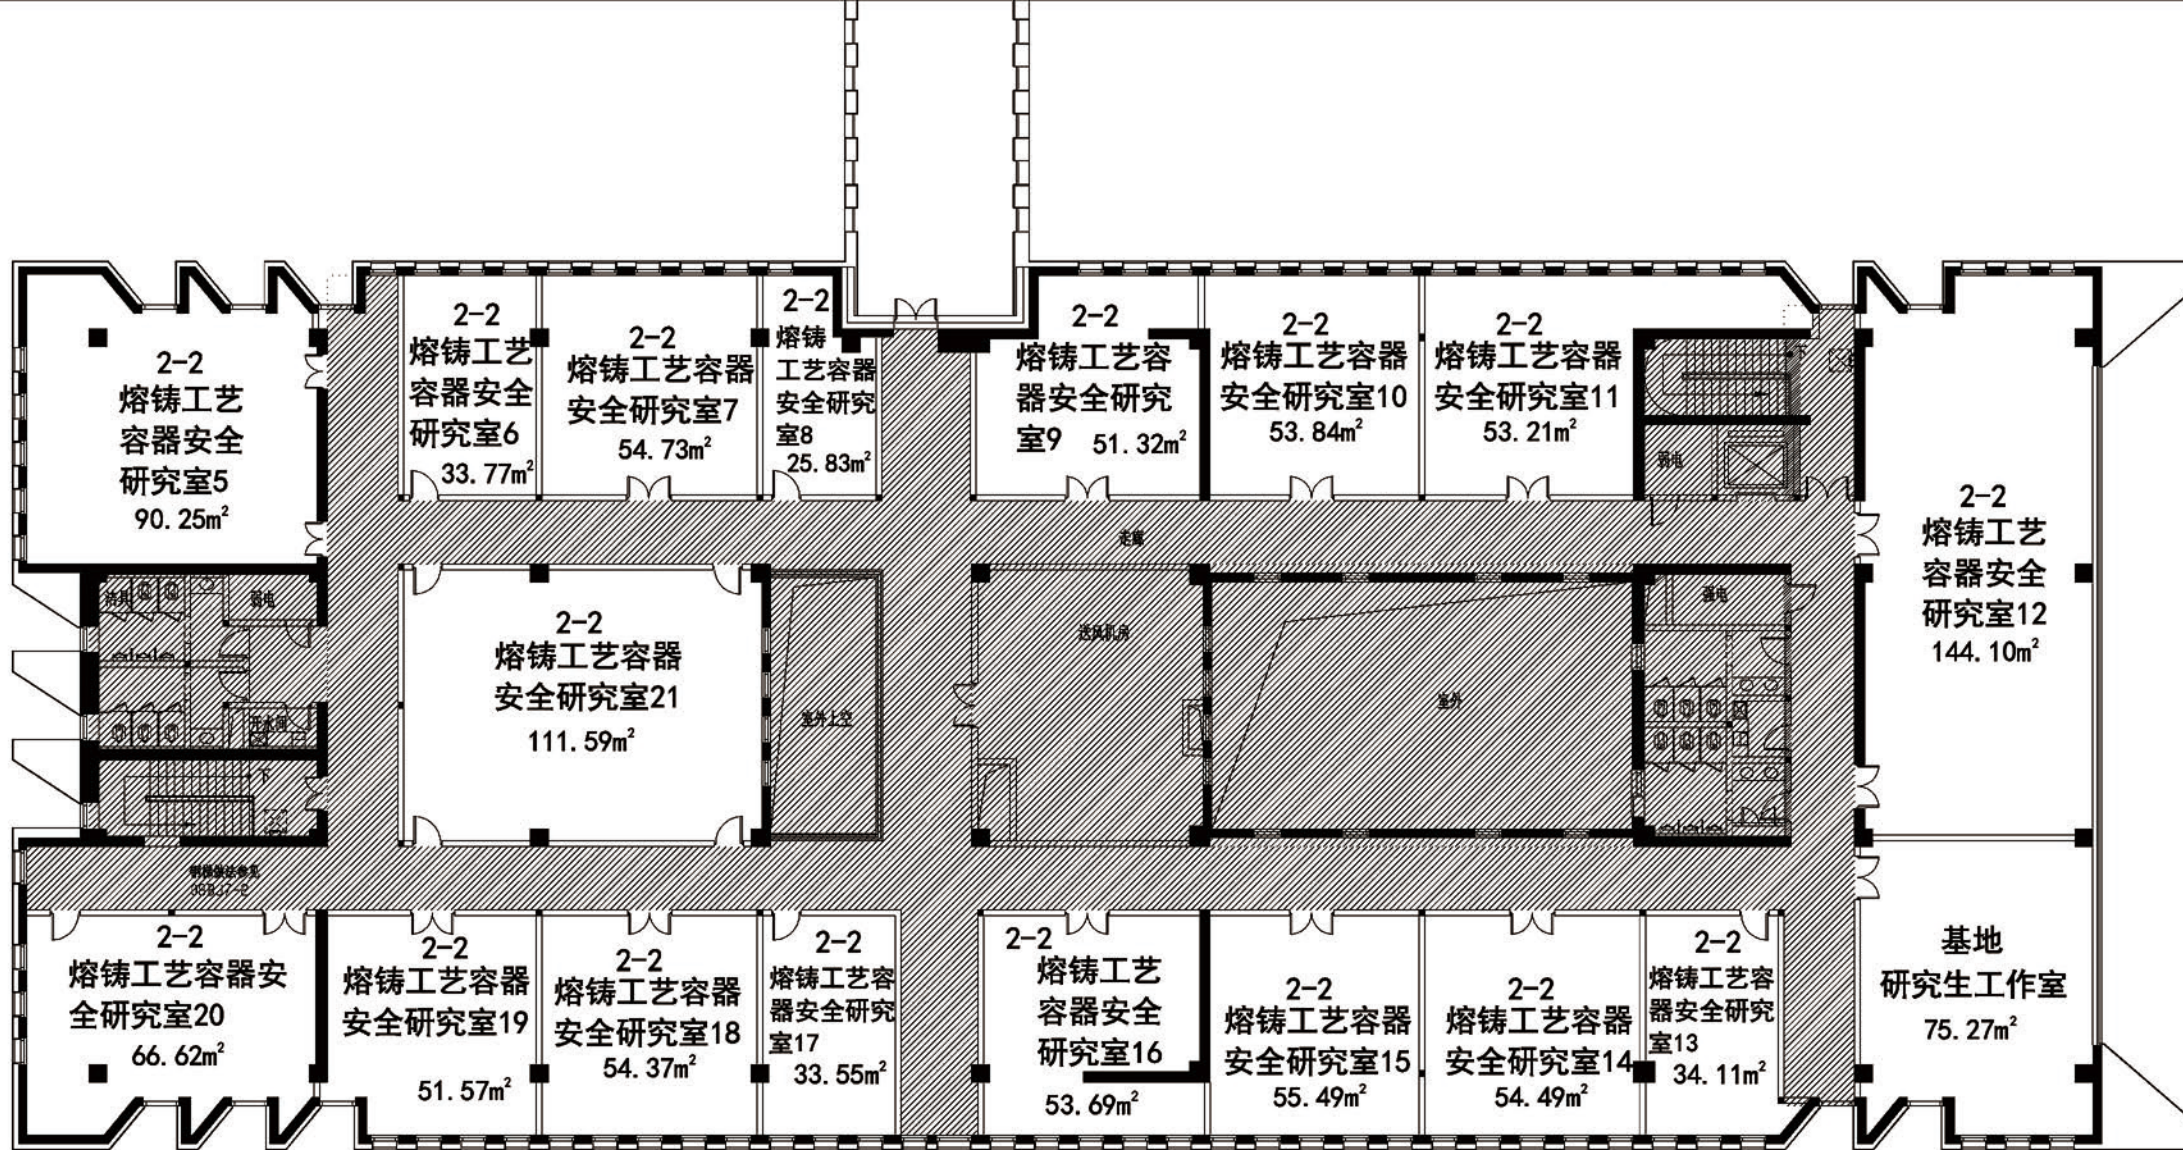 2-2
熔铸工艺
容器安全
研究室5
90.25m²
2-2
熔铸工艺
容器安全
研究室6
33.77m²
2-2
熔铸工艺容器
安全研究室7
54.73m²
2-2
熔铸
工艺容器
安全研究
室8
25.83m²
2-2
熔铸工艺容
器安全研究
室9 51.32m²
2-2
熔铸工艺容器
安全研究室10
53.84m²
2-2
熔铸工艺容器
安全研究室11
53.21m²
下
弱电
2-2
熔铸工艺
容器安全
研究室12
144.10m²
走廊
洁具
弱电
开水间
下
2-2
熔铸工艺容器
安全研究室21
111.59m²
室外上空
送风机房
室外
强电
08BJ7-2
2-2
熔铸工艺容器安
全研究室20
66.62m²
2-2
熔铸工艺容器
安全研究室19
51.57m²
2-2
熔铸工艺容器
安全研究室18
54.37m²
2-2
熔铸工艺容
器安全研究
室17
33.55m²
2-2
熔铸工艺
容器安全
研究室16
53.69m²
2-2
熔铸工艺容器
安全研究室15
55.49m²
2-2
熔铸工艺容器
安全研究室14
54.49m²
2-2
熔铸工艺容
器安全研究
室13
34.11m²
基地
研究生工作室
75.27m²